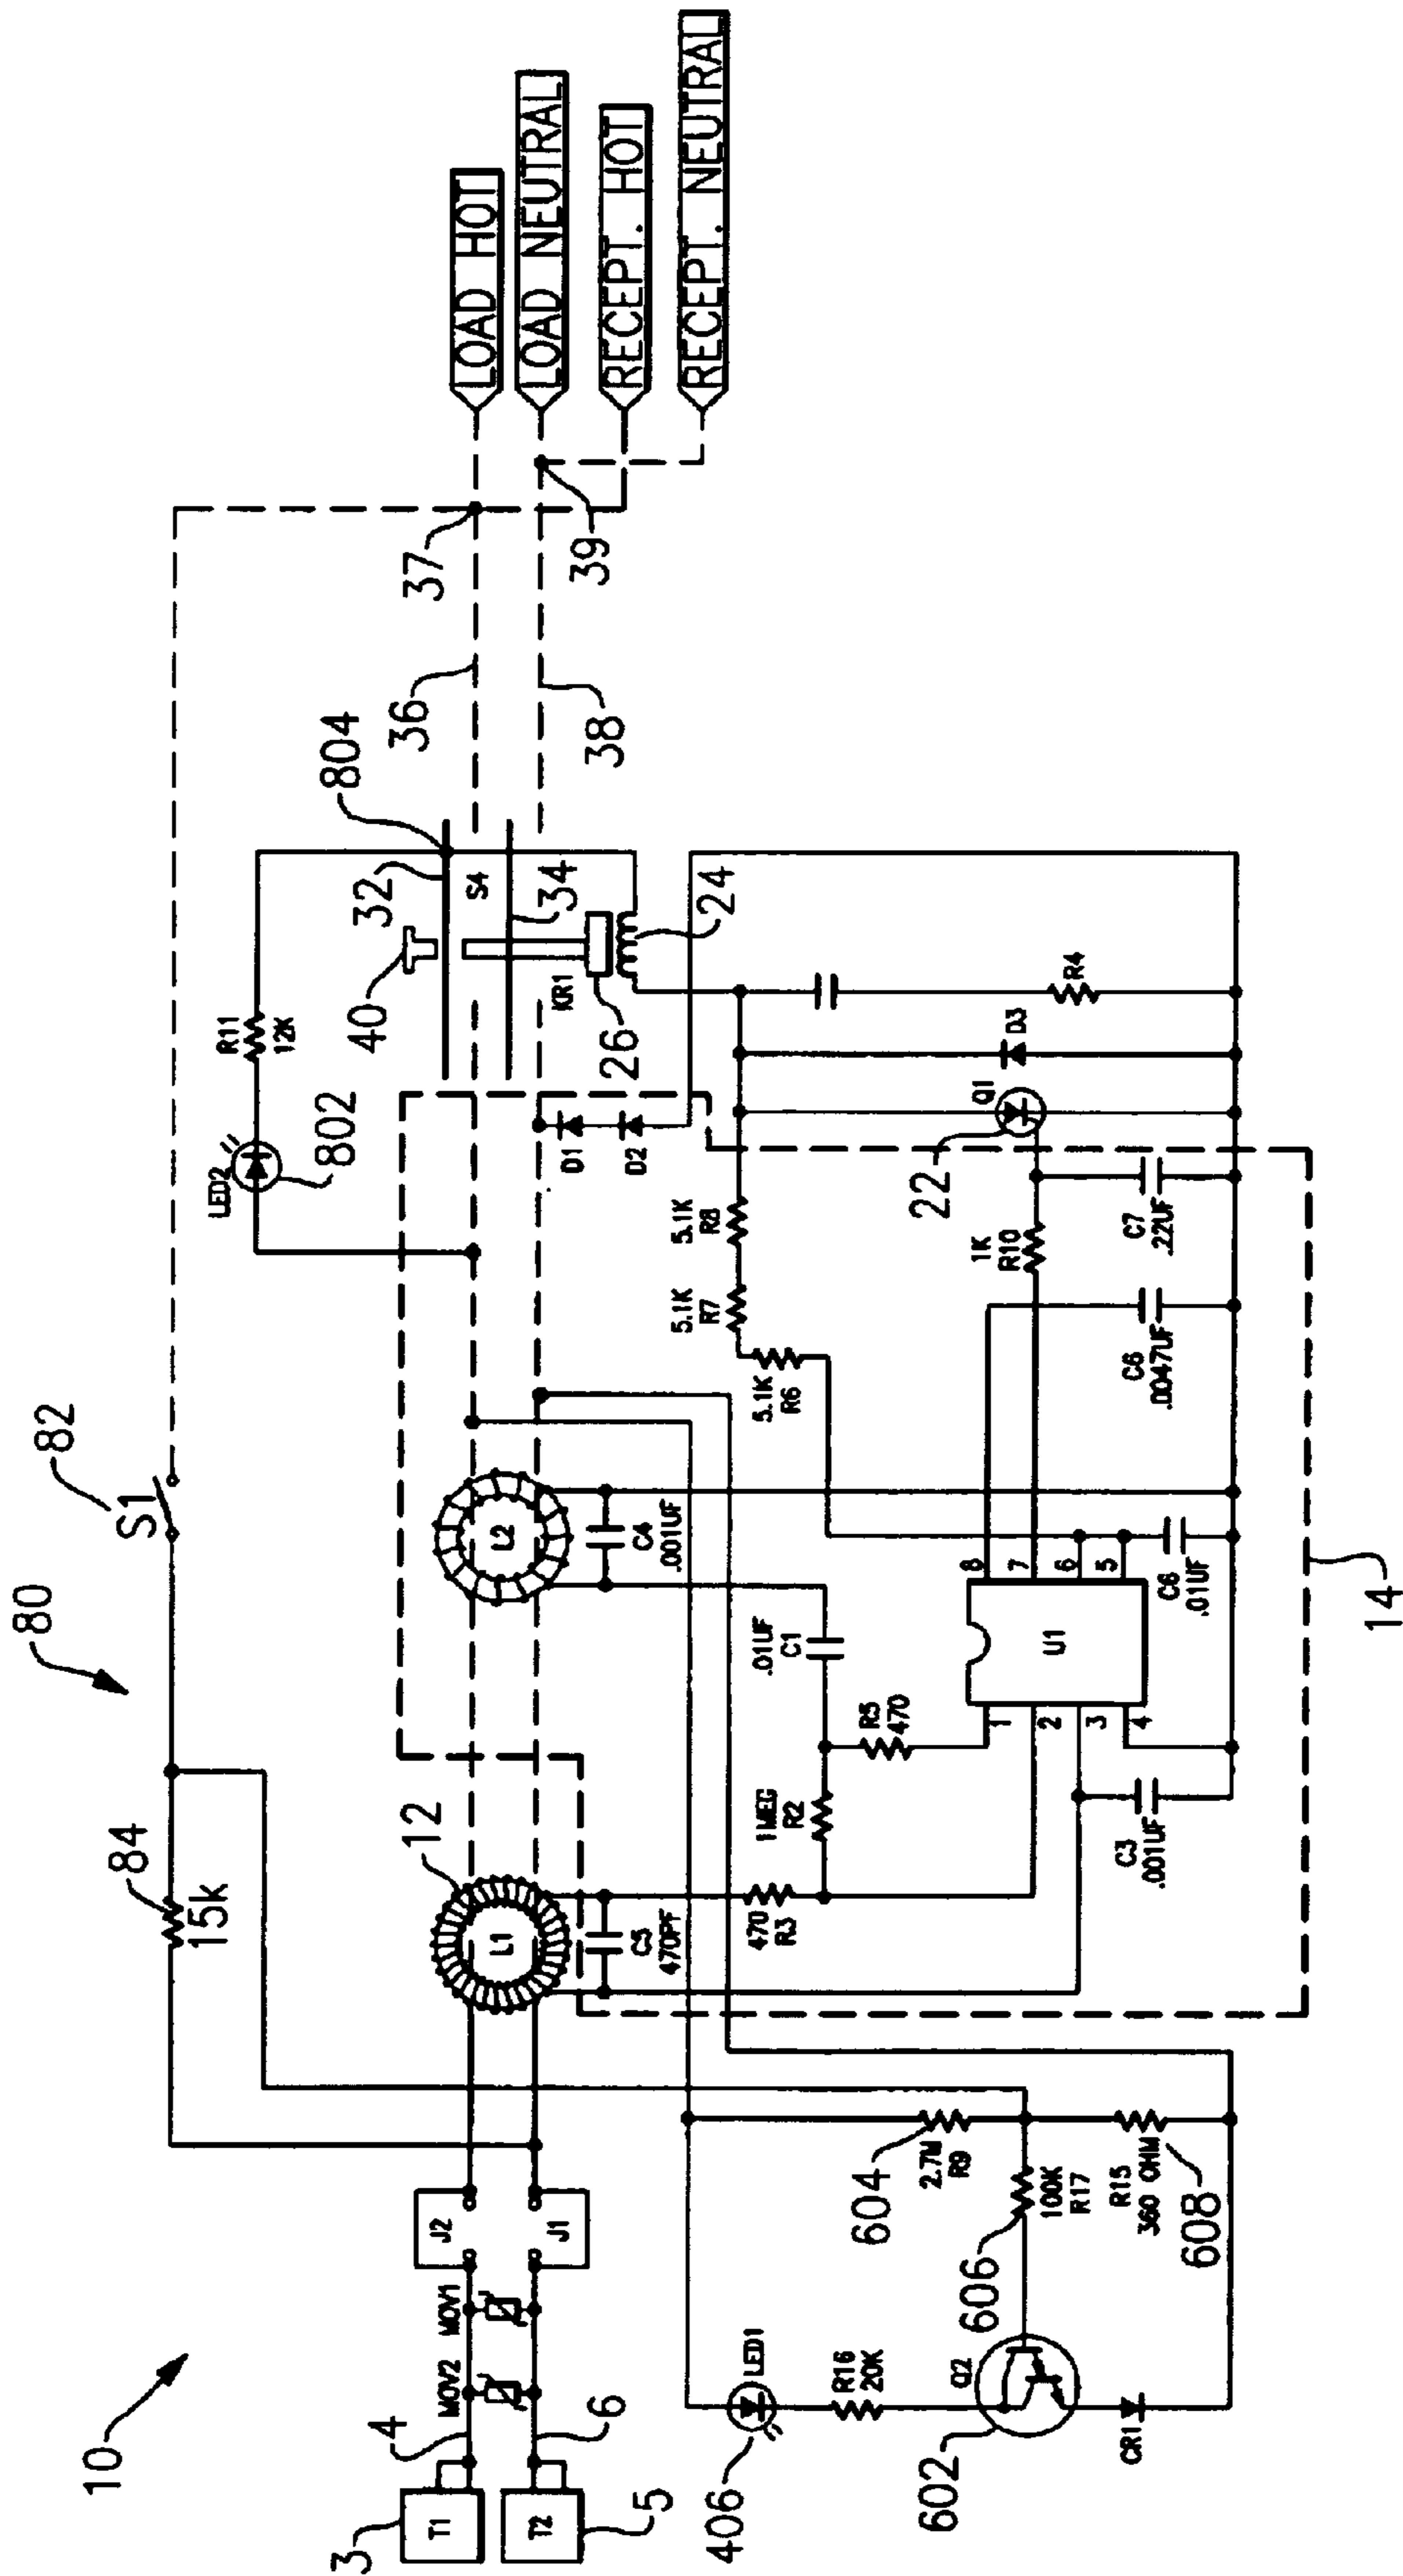 10
80
S1
82
84
15k
LED2
802
R11
12K
40
32
804
36
37
LOAD HOT
LOAD NEUTRAL
RECEPT. HOT
RECEPT. NEUTRAL
39
38
S4
34
KR1
26
24
3
T1
4
MOV2
MOV1
J2
J1
T2
5
6
L1
12
L2
C5
470PF
C4
.001UF
D1
D2
470
R3
1MEG
R2
.01UF
C1
R5
470
5.1K
R6
5.1K
R7
5.1K
R8
22
Q1
D3
R4
1K
R10
C7
.22UF
C6
.0047UF
U1
1
2
3
4
8
7
6
5
C6
.01UF
C3
.001UF
14
406
LED1
R16
20K
Q2
602
CR1
604
2.7M
R9
606
100K
R17
R15
360 OHM
608